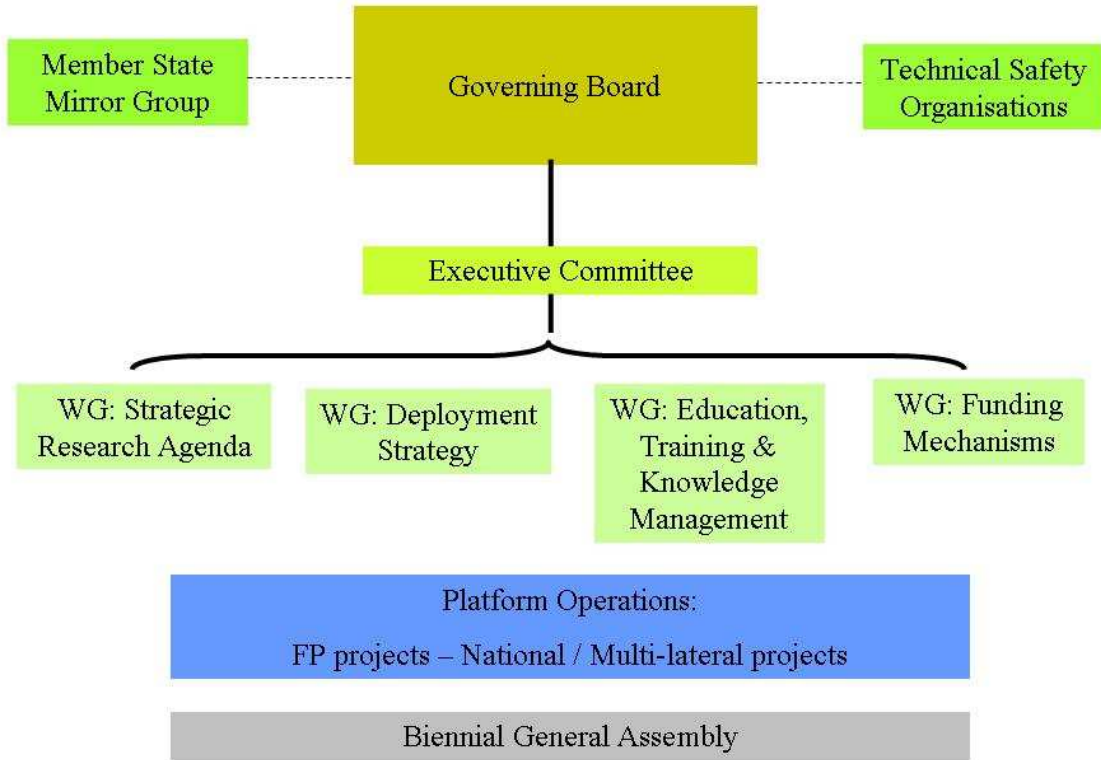 Member State
Mirror Group
Governing Board
Technical Safety
Organisations
Executive Committee
WG: Strategic
Research Agenda
WG: Deployment
Strategy
WG: Education,
Training &
Knowledge
Management
WG: Funding
Mechanisms
Platform Operations:
FP projects – National / Multi-lateral projects
Biennial General Assembly